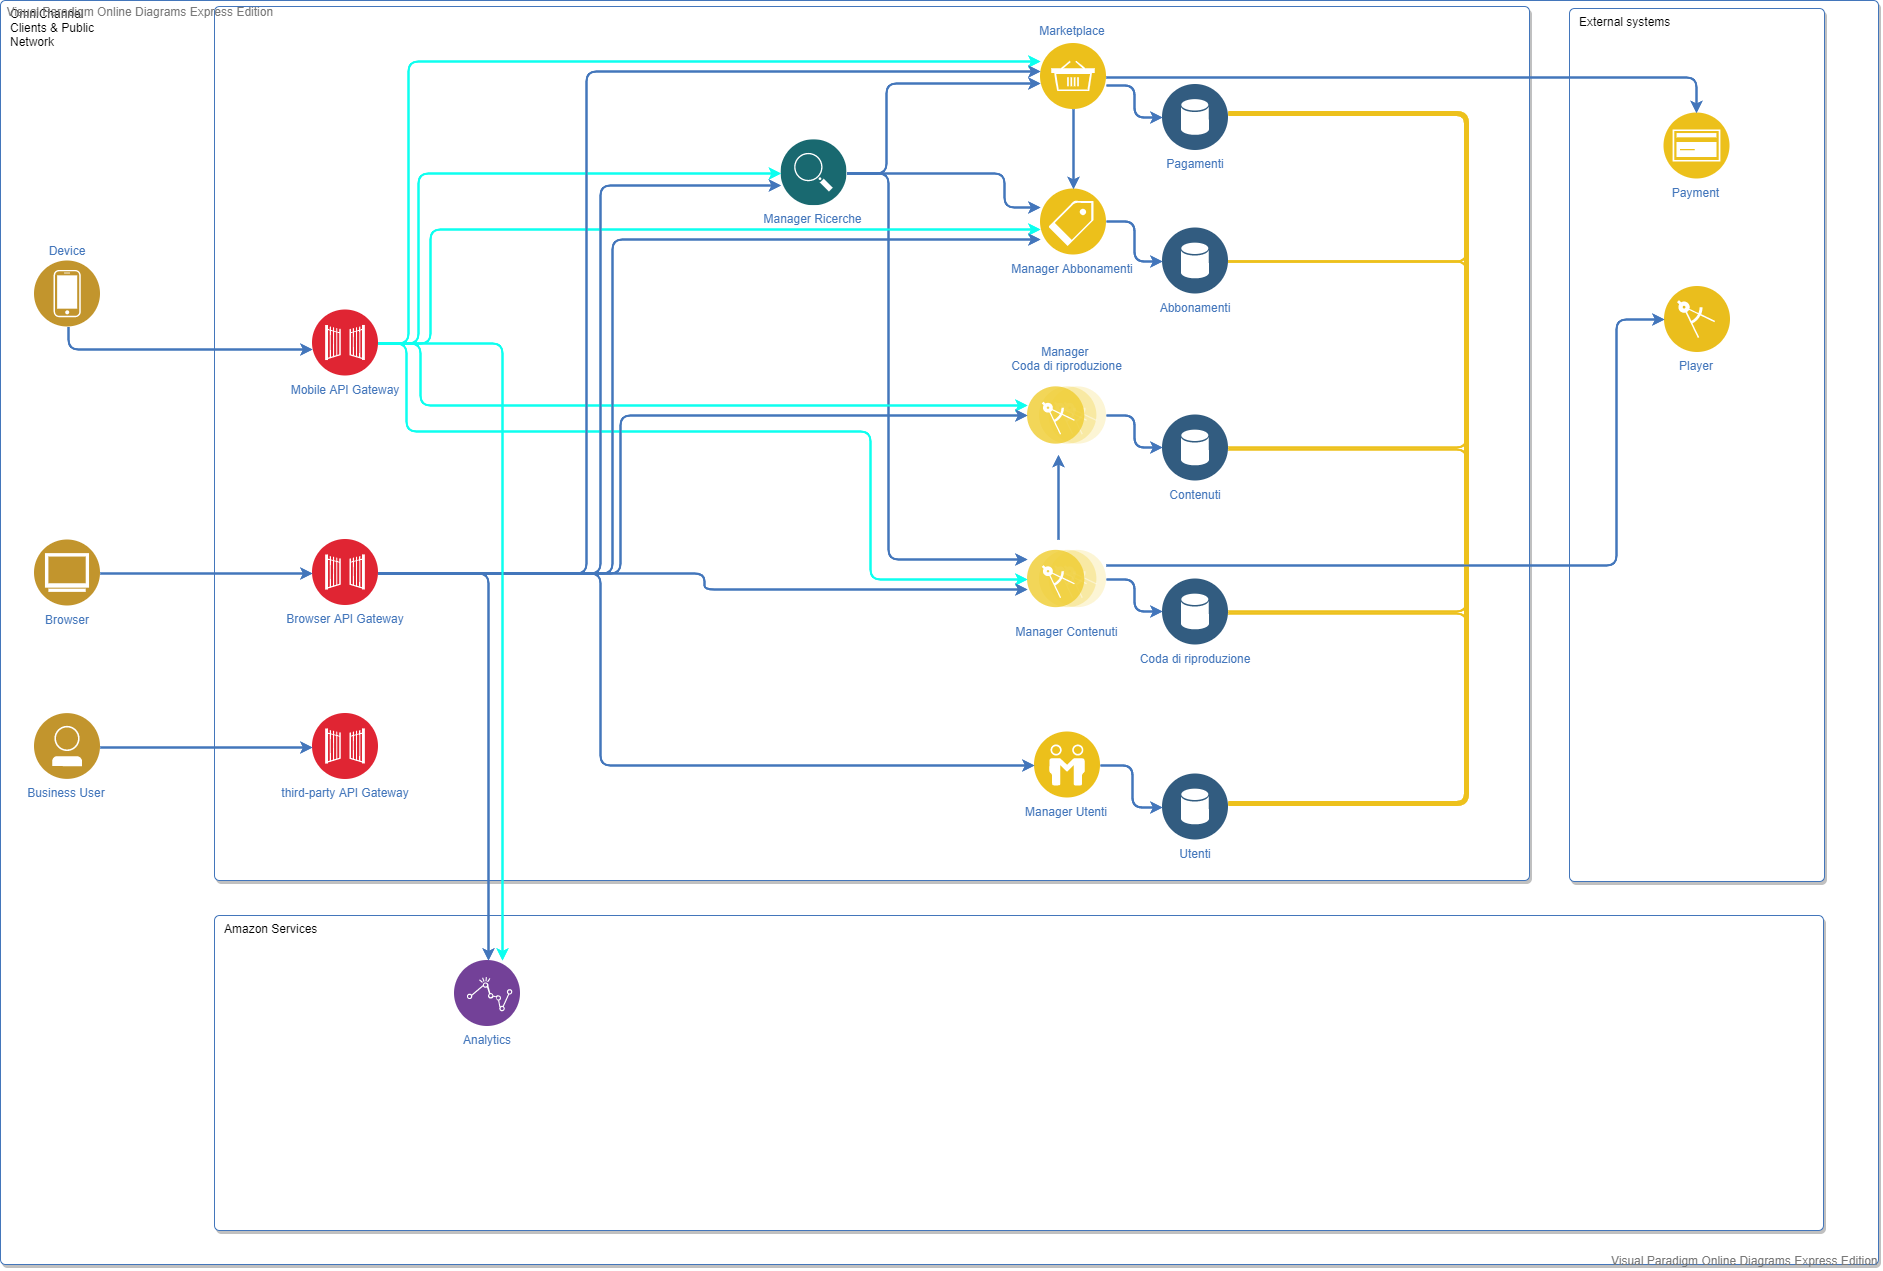 Visual Paradigm Online Diagrams Express Edition
OmniChannel
Clients & Public
Network
External systems
Marketplace
Pagamenti
Payment
Manager Ricerche
Device
Manager Abbonamenti
Abbonamenti
Manager
Coda di riproduzione
Player
Mobile API Gateway
Contenuti
Browser
Browser API Gateway
Manager Contenuti
Coda di riproduzione
Business User
third-party API Gateway
Manager Utenti
Utenti
Amazon Services
Analytics
Visual Paradigm Online Diagrams Express Edition